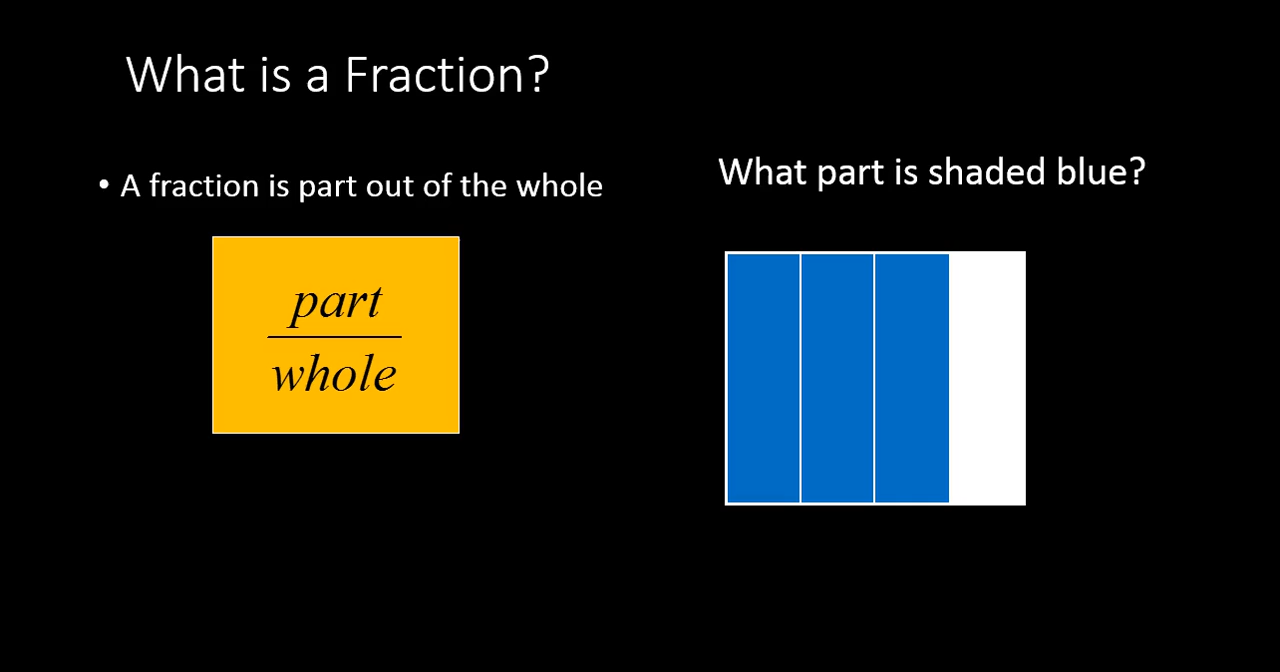 What is a Fraction?
• A fraction is part out of the whole
part
whole
What part is shaded blue?